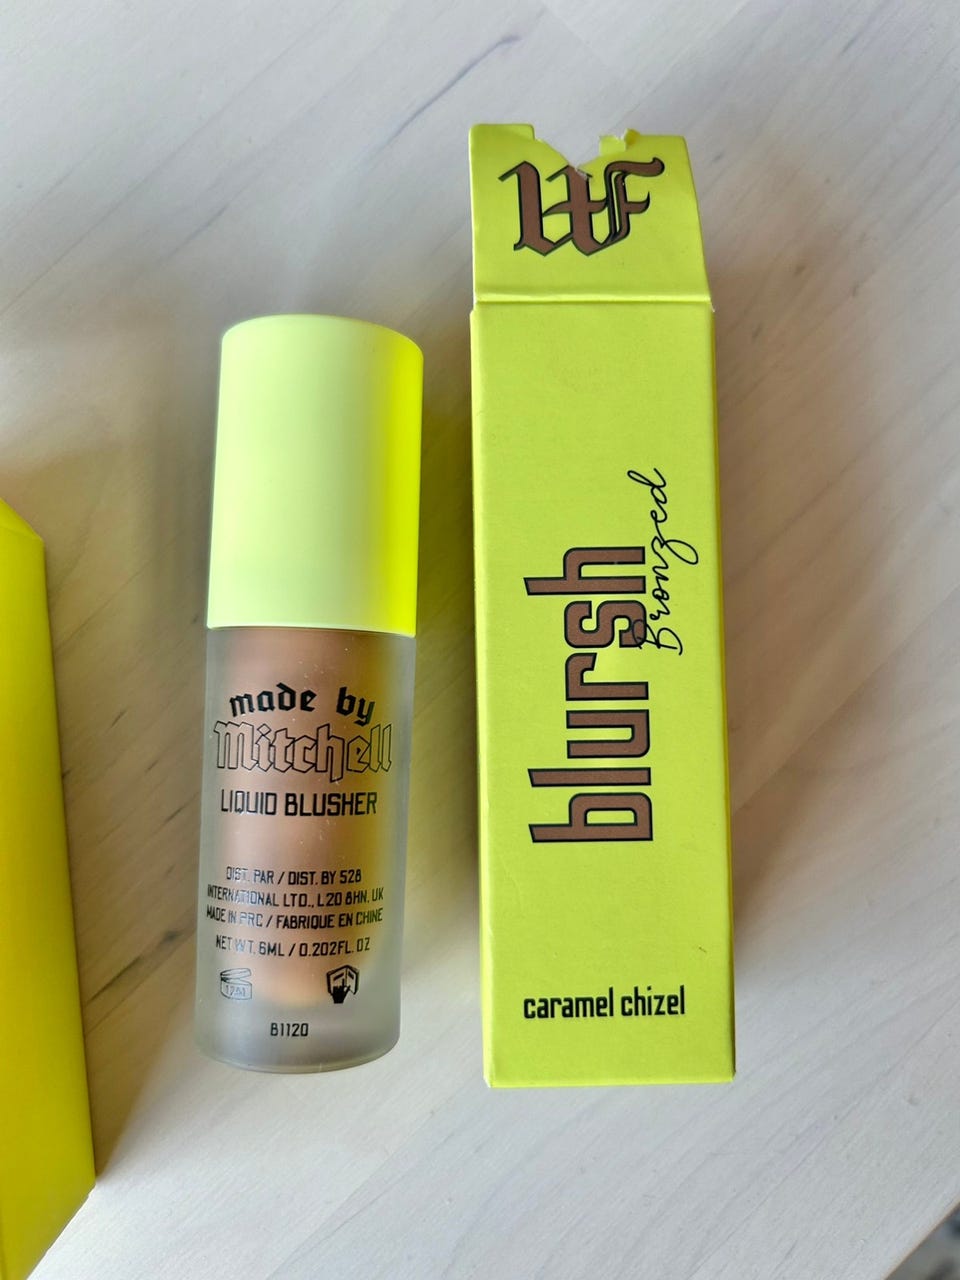 made by
Mitchell
LIQUID BLUSHER
DIST. PAR / DIST. BY 528
INTERNATIONAL LTD., L20 8HN, UK
MADE IN PRC / FABRIQUE EN CHINE
NET WT. 6ML / 0.202FL. OZ
12M
B1120
blursh
Bronzed
caramel chizel